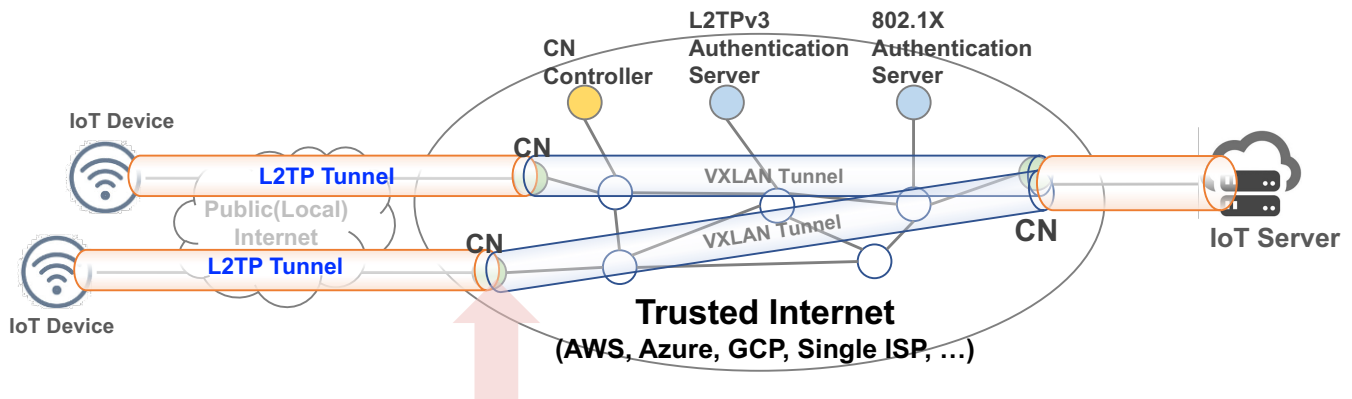 CN
Controller
L2TPv3
Authentication
Server
802.1X
Authentication
Server
IoT Device
CN
L2TP Tunnel
VXLAN Tunnel
Public(Local)
Internet
CN
L2TP Tunnel
VXLAN Tunnel
CN
IoT Server
IoT Device
Trusted Internet
(AWS, Azure, GCP, Single ISP, …)